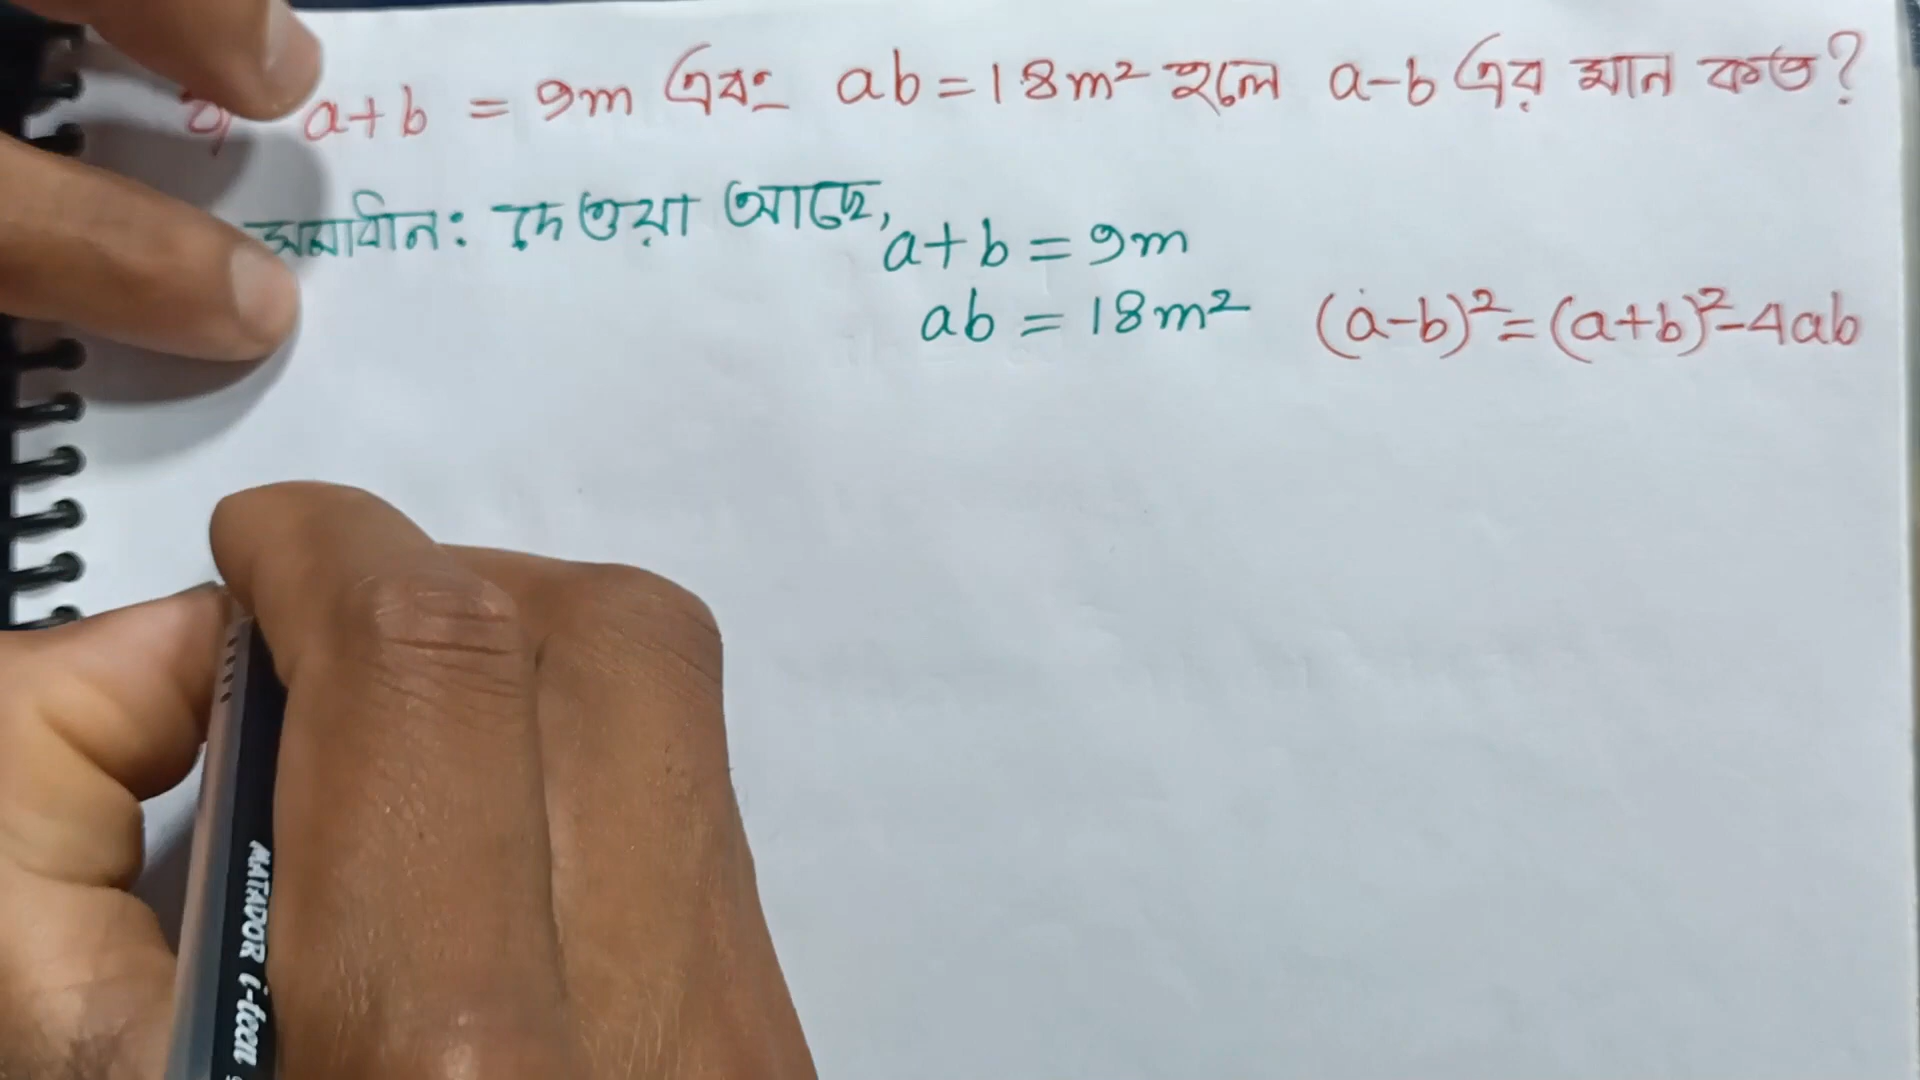 a+b = 9m এবং ab=18m² হলে a-b এর মান কত?
সমাধান: দেওয়া আছে,
a+b = 9m
ab = 18m² (a-b)²=(a+b)²-4ab
MATADOR i-teen